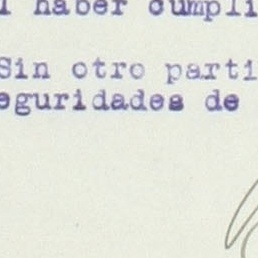 l haber cumpli
Sin otro parti
eguridades de